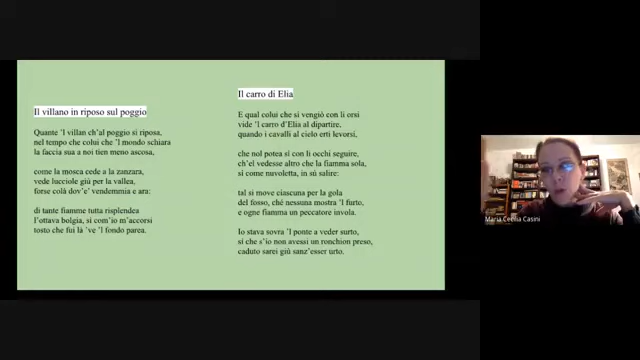 Il villano in riposo sul poggio
Quante 'l villan ch'al poggio si riposa,
nel tempo che colui che 'l mondo schiara
la faccia sua a noi tien meno ascosa,
come la mosca cede a la zanzara,
vede lucciole giù per la vallea,
forse colà dov'e' vendemmia e ara:
di tante fiamme tutta risplendea
l'ottava bolgia, sì com'io m'accorsi
tosto che fui là 've 'l fondo parea.
Il carro di Elia
E qual colui che si vengiò con li orsi
vide 'l carro d'Elia al dipartire,
quando i cavalli al cielo erti levorsi,
che nol potea sì con li occhi seguire,
ch'el vedesse altro che la fiamma sola,
sì come nuvoletta, in sù salire:
tal si move ciascuna per la gola
del fosso, ché nessuna mostra 'l furto,
e ogne fiamma un peccatore invola.
Io stava sovra 'l ponte a veder surto,
sì che s'io non avessi un ronchion preso,
caduto sarei giù sanz'esser urto.
Maria Cecilia Casini